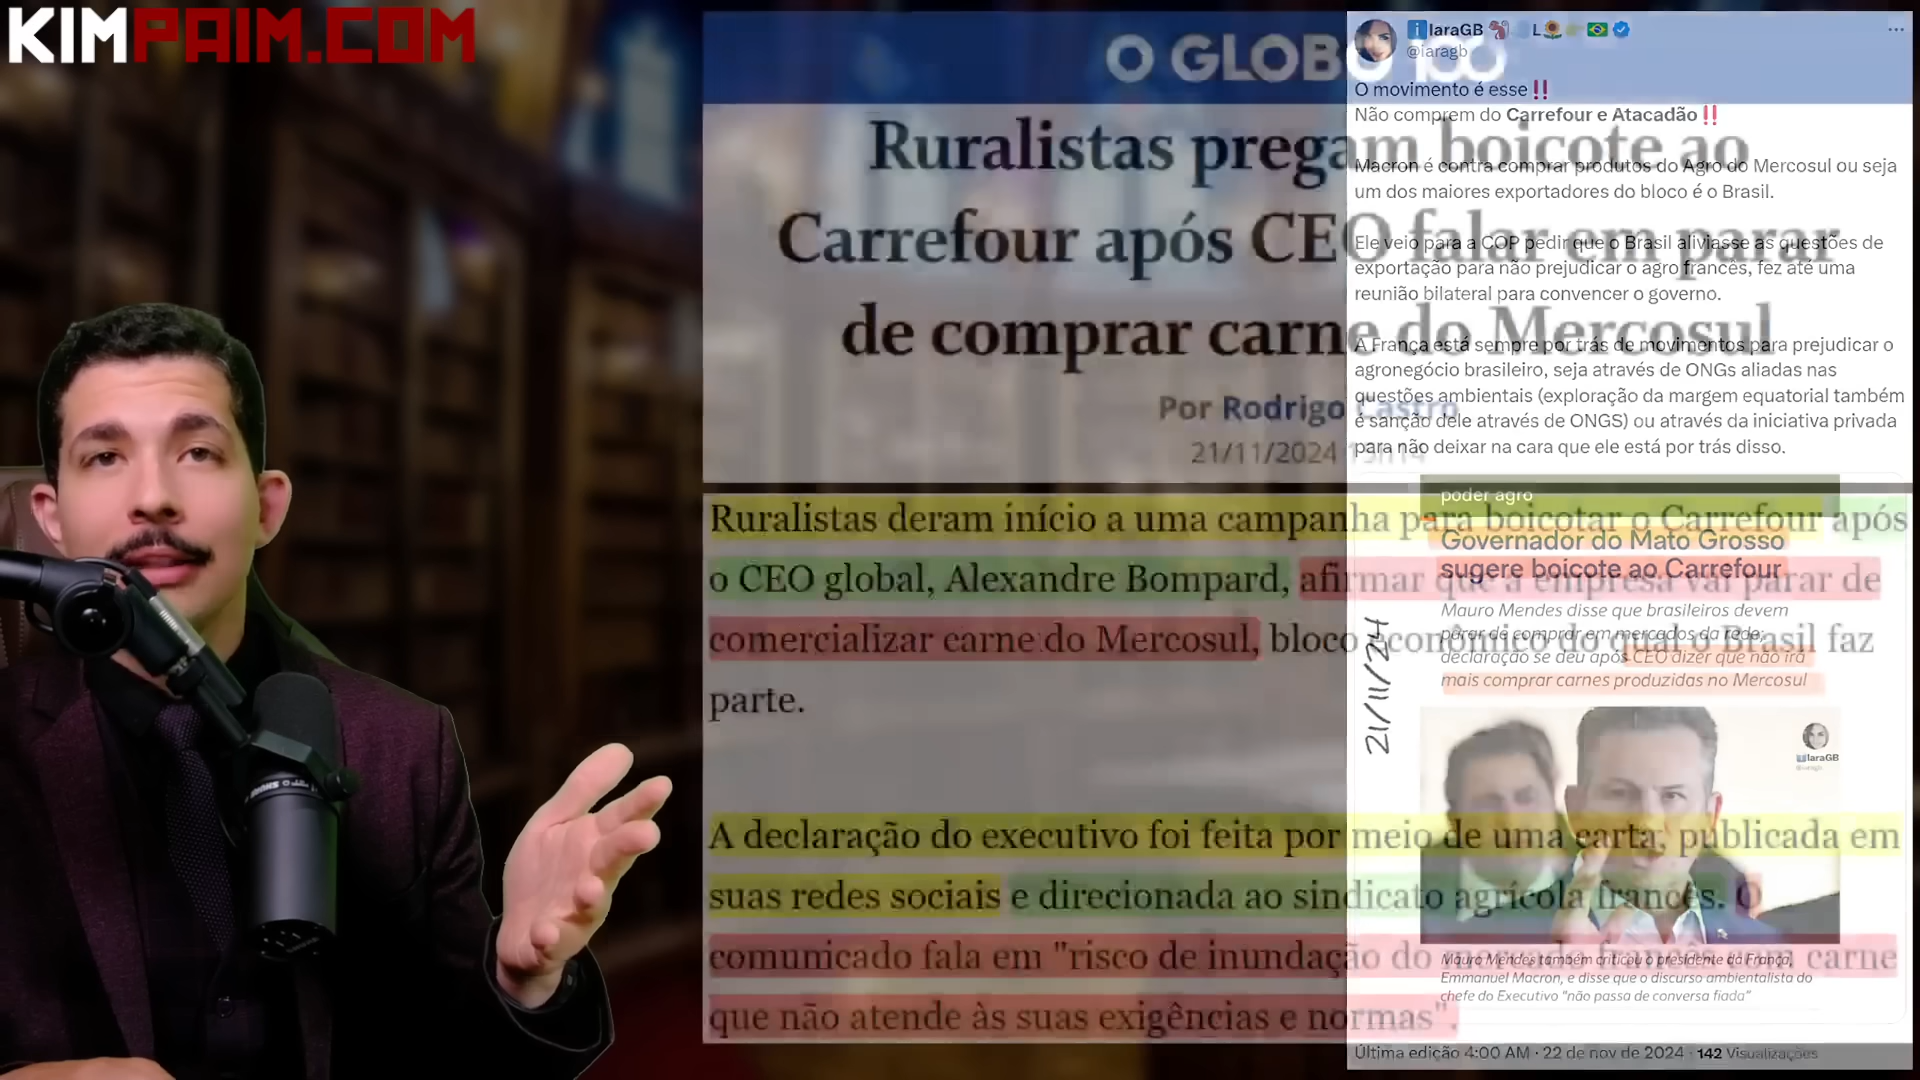 KIMPAIM.COM
O GLOBO 100
Ruralistas pregam boicote ao
Carrefour após CEO falar em parar
de comprar carne do Mercosul
Por Rodrigo Castro
21/11/2024
Ruralistas deram início a uma campanha para boicotar o Carrefour após
o CEO global, Alexandre Bompard, afirmar que a empresa vai parar de
comercializar carne do Mercosul, bloco econômico do qual o Brasil faz
parte.
A declaração do executivo foi feita por meio de uma carta, publicada em
suas redes sociais e direcionada ao sindicato agrícola francês. O
comunicado fala em "risco de inundação do mercado francês com carne
que não atende às suas exigências e normas".
IaraGB L
@iaragb
O movimento é esse‼️
Não comprem do Carrefour e Atacadão‼️
Macron é contra comprar produtos do Agro do Mercosul ou seja
um dos maiores exportadores do bloco é o Brasil.
Ele veio para a COP pedir que o Brasil aliviasse as questões de
exportação para não prejudicar o agro francês, fez até uma
reunião bilateral para convencer o governo.
A França está sempre por trás de movimentos para prejudicar o
agronegócio brasileiro, seja através de ONGs aliadas nas
questões ambientais (exploração da margem equatorial também
é sanção dele através de ONGS) ou através da iniciativa privada
para não deixar na cara que ele está por trás disso.
poder agro
Governador do Mato Grosso
sugere boicote ao Carrefour
Mauro Mendes disse que brasileiros devem
parar de comprar em mercados da rede;
declaração se deu após CEO dizer que não irá
mais comprar carnes produzidas no Mercosul
21/11/24
IaraGB
@iaragb
Mauro Mendes também criticou o presidente da França,
Emmanuel Macron, e disse que o discurso ambientalista do
chefe do Executivo "não passa de conversa fiada"
Última edição 4:00 AM · 22 de nov de 2024 · 142 Visualizações